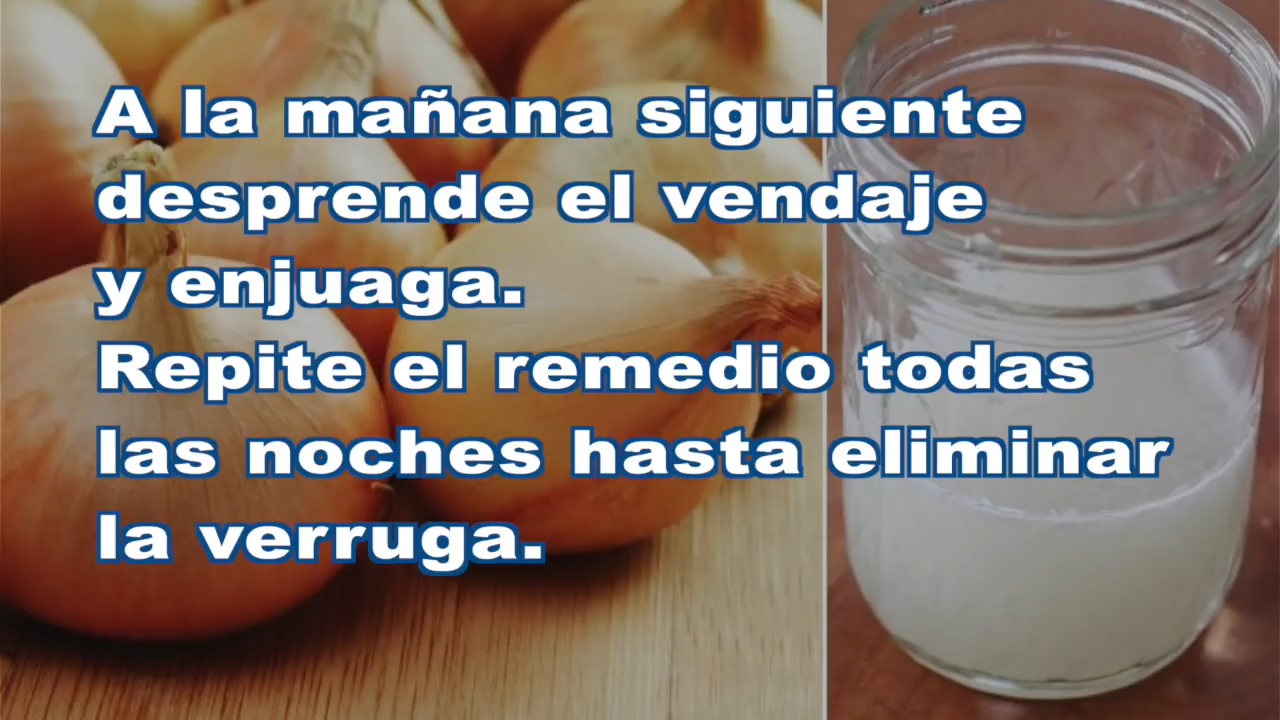 A la mañana siguiente
desprende el vendaje
y enjuaga.
Repite el remedio todas
las noches hasta eliminar
la verruga.